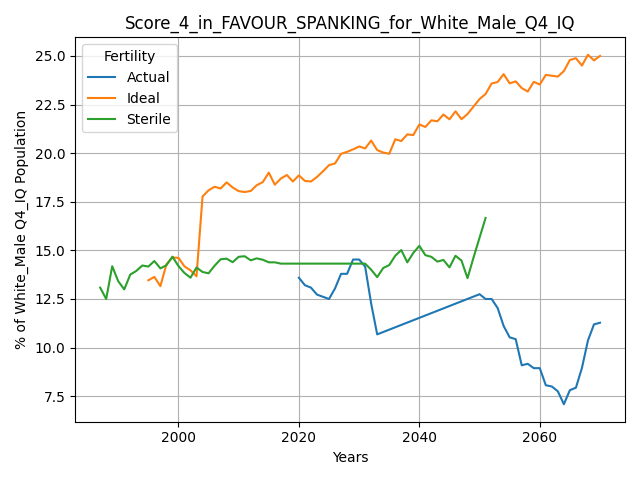 Score_4_in_FAVOUR_SPANKING_for_White_Male_Q4_IQ
Fertility
Actual
Ideal
Sterile
% of White_Male Q4_IQ Population
25.0
22.5
20.0
17.5
15.0
12.5
10.0
7.5
2000
2020
2040
2060
Years